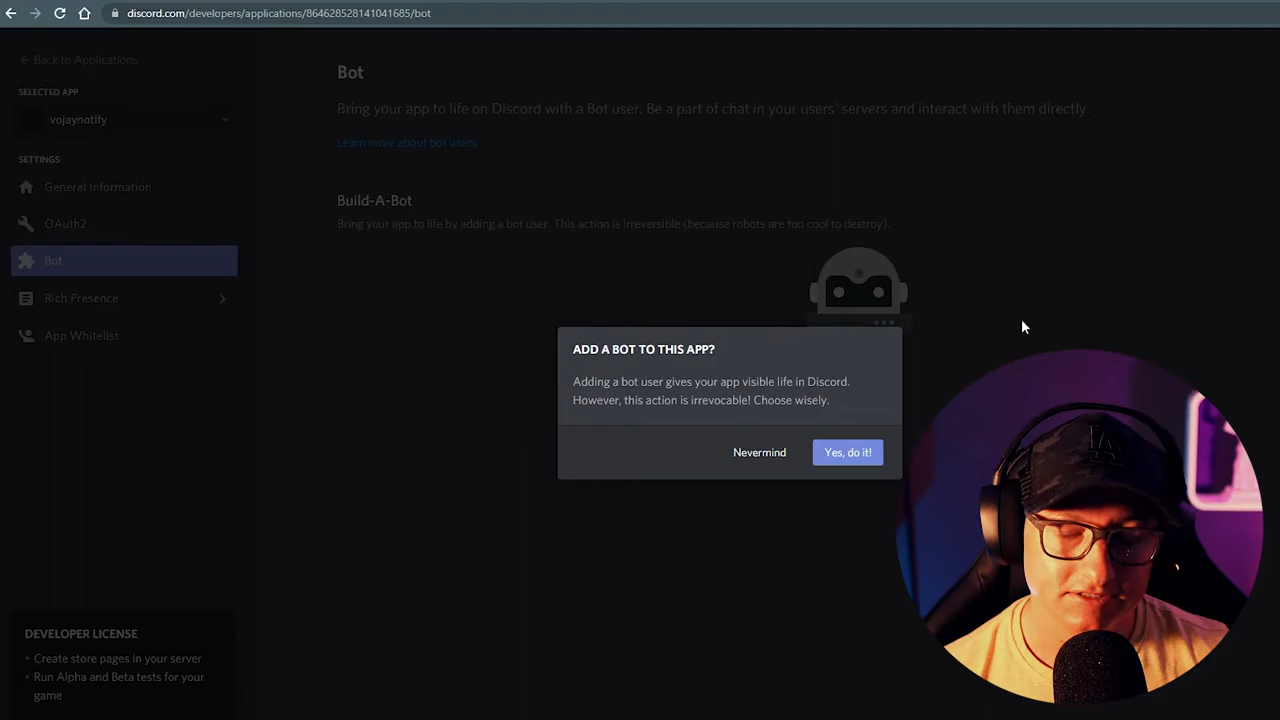 discord.com/developers/applications/864628528141041685/bot
Back to Applications
SELECTED APP
vojaynotify
SETTINGS
General Information
OAuth2
Bot
Rich Presence
App Whitelist
DEVELOPER LICENSE
• Create store pages in your server
• Run Alpha and Beta tests for your
game
Bot
Bring your app to life on Discord with a Bot user. Be a part of chat in your users' servers and interact with them directly.
Learn more about bot users
Build-A-Bot
Bring your app to life by adding a bot user. This action is irreversible (because robots are too cool to destroy).
ADD A BOT TO THIS APP?
Adding a bot user gives your app visible life in Discord.
However, this action is irrevocable! Choose wisely.
Nevermind
Yes, do it!
LA